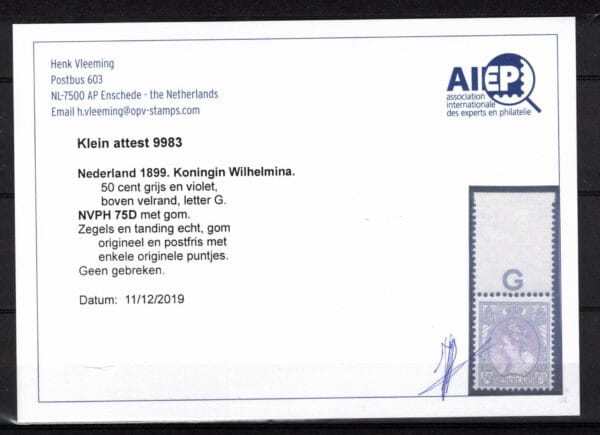 Henk Vleeming
Postbus 603
NL-7500 AP Enschede - the Netherlands
Email h.vleeming@opv-stamps.com
AIEP
association
internationale
des experts en philatelie
Klein attest 9983
Nederland 1899. Koningin Wilhelmina.
50 cent grijs en violet,
boven velrand, letter G.
NVPH 75D met gom.
Zegels en tanding echt, gom
origineel en postfris met
enkele originele puntjes.
Geen gebreken.
Datum: 11/12/2019
G
50 NEDERLAND CT